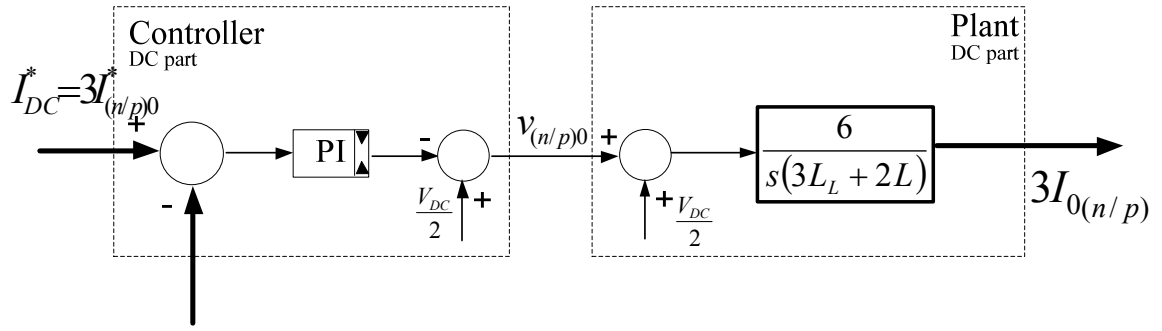 Controller
DC part
Plant
DC part
I*DC=3I*(n/p)0
+
-
PI
-
+
VDC/2
v(n/p)0
+
+
VDC/2
6/s(3LL+2L)
3I0(n/p)